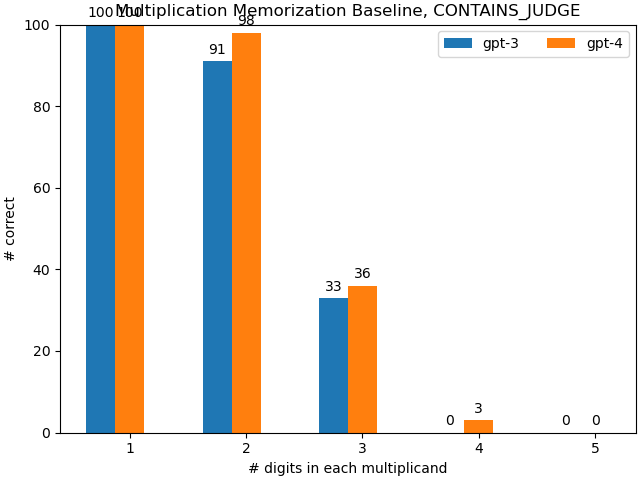 Multiplication Memorization Baseline, CONTAINS_JUDGE
100 100
gpt-3 gpt-4
91 98
33 36
0 3
0 0
# correct
100
80
60
40
20
0
1 2 3 4 5
# digits in each multiplicand